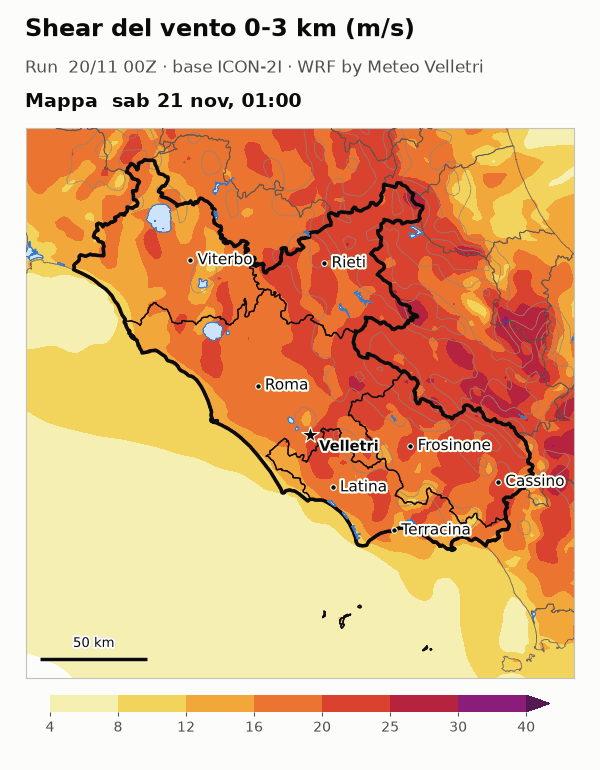 Shear del vento 0-3 km (m/s)
Run  20/11 00Z · base ICON-2I · WRF by Meteo Velletri
Mappa  sab 21 nov, 01:00
Viterbo
Rieti
Roma
Velletri
Frosinone
Latina
Cassino
Terracina
50 km
4 8 12 16 20 25 30 40